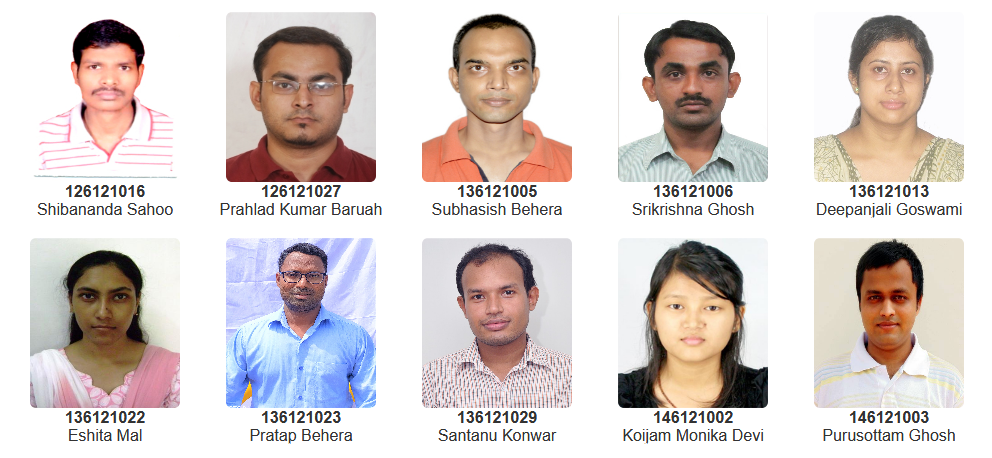 126121016
Shibananda Sahoo
126121027
Prahlad Kumar Baruah
136121005
Subhasish Behera
136121006
Srikrishna Ghosh
136121013
Deepanjali Goswami
136121022
Eshita Mal
136121023
Pratap Behera
136121029
Santanu Konwar
146121002
Koijam Monika Devi
146121003
Purusottam Ghosh